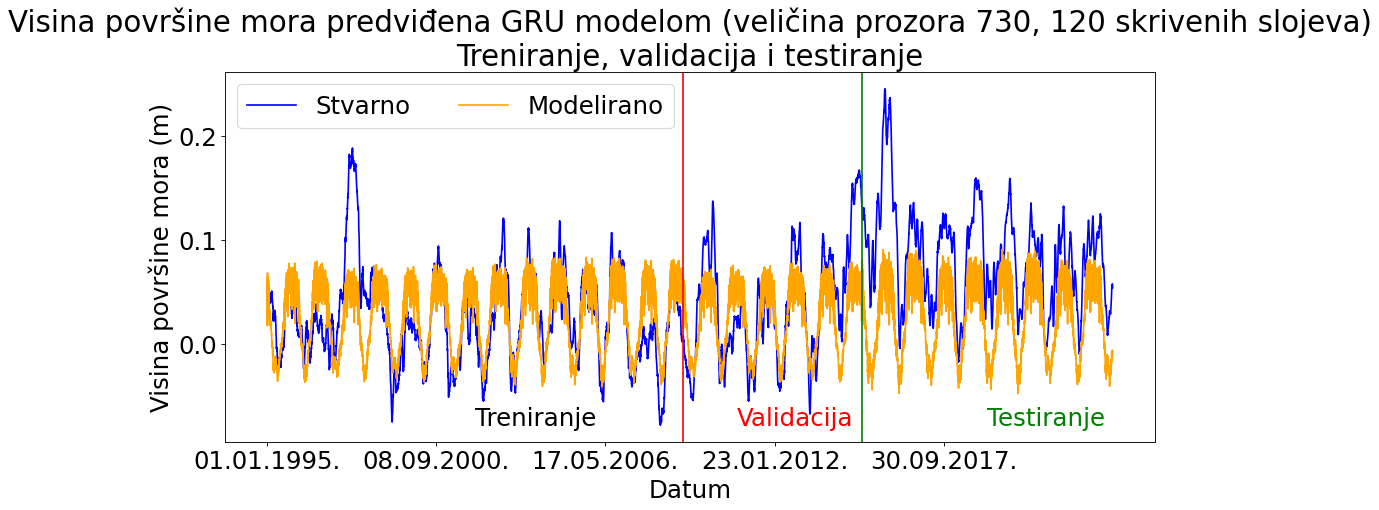 Visina površine mora predviđena GRU modelom (veličina prozora 730, 120 skrivenih slojeva)
Treniranje, validacija i testiranje
Stvarno
Modelirano
Visina površine mora (m)
0.2
0.1
0.0
Treniranje
Validacija
Testiranje
01.01.1995.
08.09.2000.
17.05.2006.
23.01.2012.
30.09.2017.
Datum